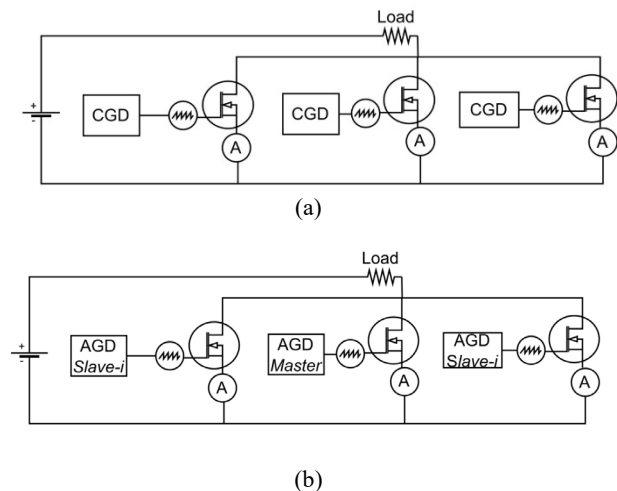 Load
+
-
CGD
CGD
CGD
A
A
A
(a)
Load
+
-
AGD
Slave-i
AGD
Master
AGD
Slave-i
A
A
A
(b)